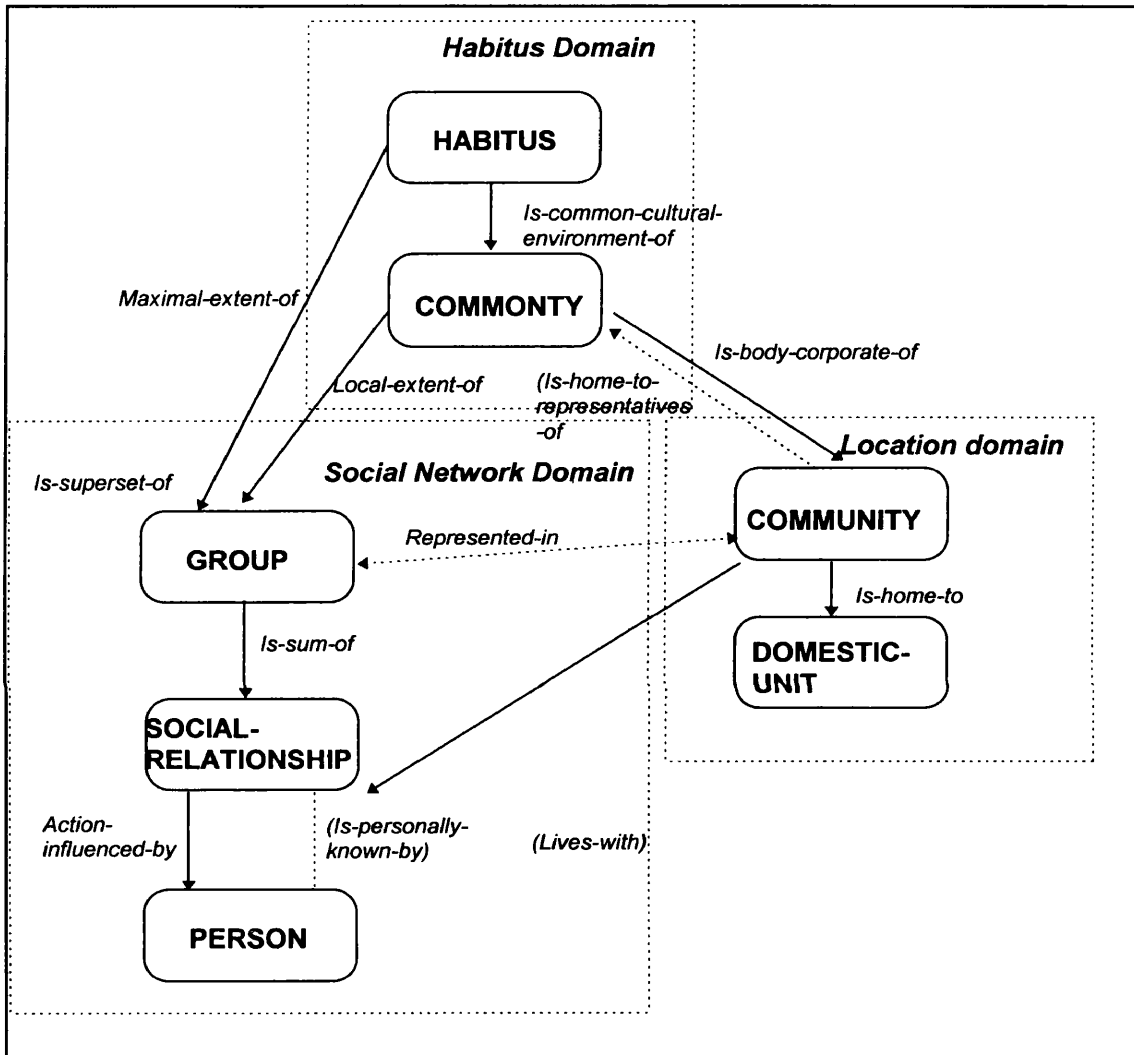 Habitus Domain
HABITUS
Is-common-cultural-
environment-of
Maximal-extent-of
COMMONTY
Is-body-corporate-of
Local-extent-of
(Is-home-to-
representatives
-of
Location domain
Social Network Domain
Is-superset-of
COMMUNITY
Represented-in
GROUP
Is-home-to
Is-sum-of
DOMESTIC-
UNIT
SOCIAL-
RELATIONSHIP
Action-
influenced-by
(Is-personally-
known-by)
(Lives-with)
PERSON